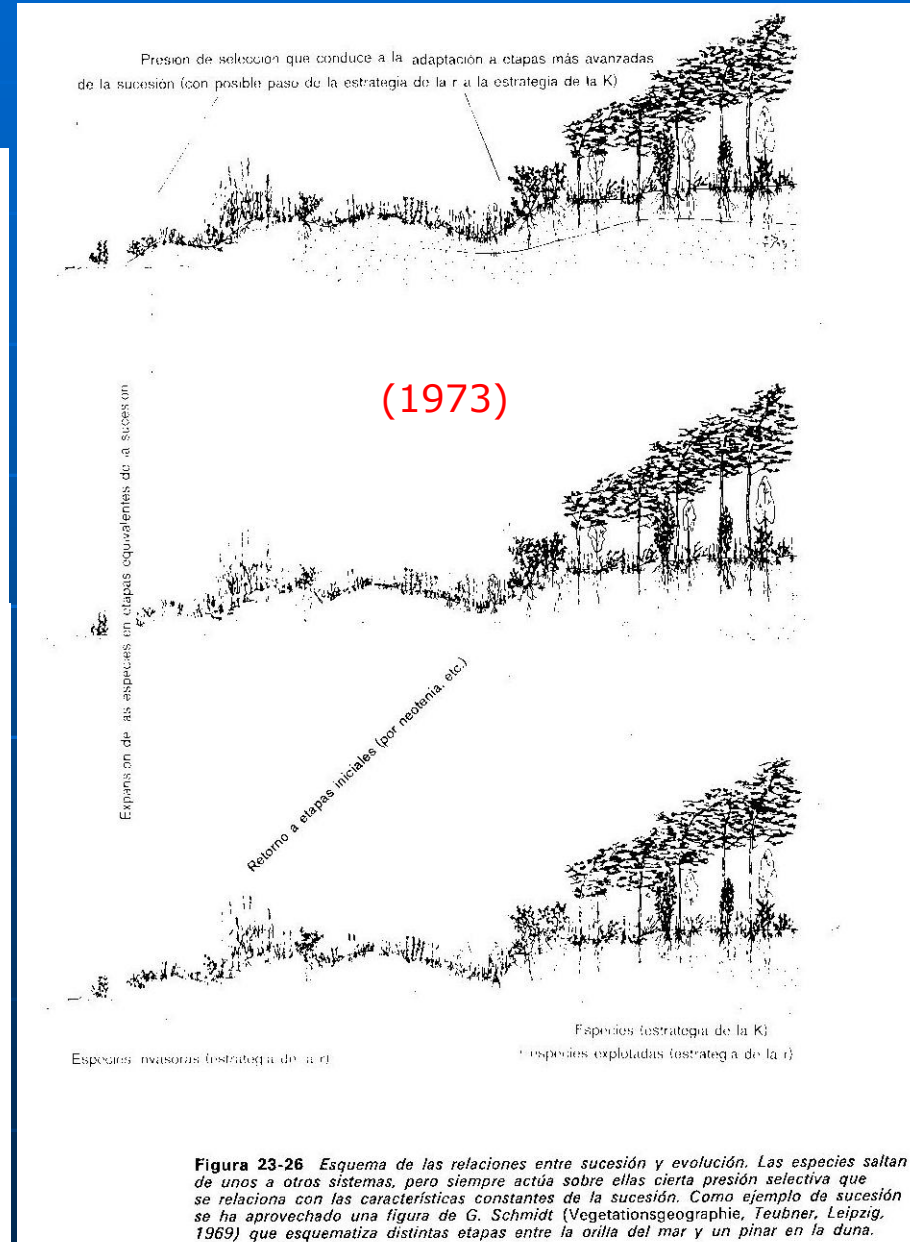 Presion de selección que conduce a la adaptación a etapas más avanzadas
de la sucesión (con posible paso de la estrategia de la r a la estrategia de la K)
(1973)
Expansion de las especies en etapas equivalentes de la sucesion
Retorno a etapas iniciales (por neotenia, etc.)
Especies invasoras (estrategia de la r)
Especies (estrategia de la K)
especies explotadas (estrategia de la r)
Figura 23-26 Esquema de las relaciones entre sucesión y evolución. Las especies saltan
de unos a otros sistemas, pero siempre actúa sobre ellas cierta presión selectiva que
se relaciona con las características constantes de la sucesión. Como ejemplo de sucesión
se ha aprovechado una figura de G. Schmidt (Vegetationsgeographie, Teubner, Leipzig,
1969) que esquematiza distintas etapas entre la orilla del mar y un pinar en la duna.